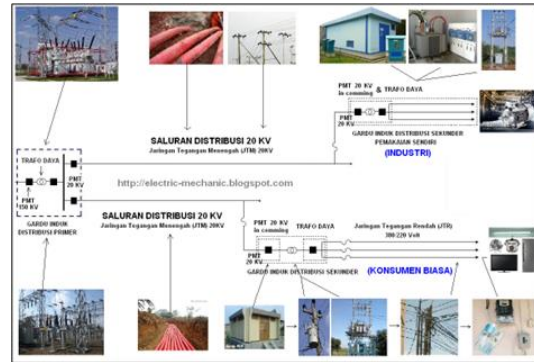 PMT 20 KV
in comming
& TRAFO DAYA
PMT
20 KV
GARDU INDUK DISTRIBUSI SEKUNDER
PEMAKAIAN SENDIRI
(INDUSTRI)
SALURAN DISTRIBUSI 20 KV
Jaringan Tegangan Menengah (JTM) 20KV
TRAFO DAYA
PMT
20 KV
PMT
150 KV
GARDU INDUK
DISTRIBUSI PRIMER
http://electric-mechanic.blogspot.com
SALURAN DISTRIBUSI 20 KV
Jaringan Tegangan Menengah (JTM) 20KV
PMT 20 KV
in comming
TRAFO DAYA
Jaringan Tegangan Rendah (JTR)
380-220 Volt
PMT
20 KV
GARDU INDUK DISTRIBUSI SEKUNDER
(KONSUMEN BIASA)